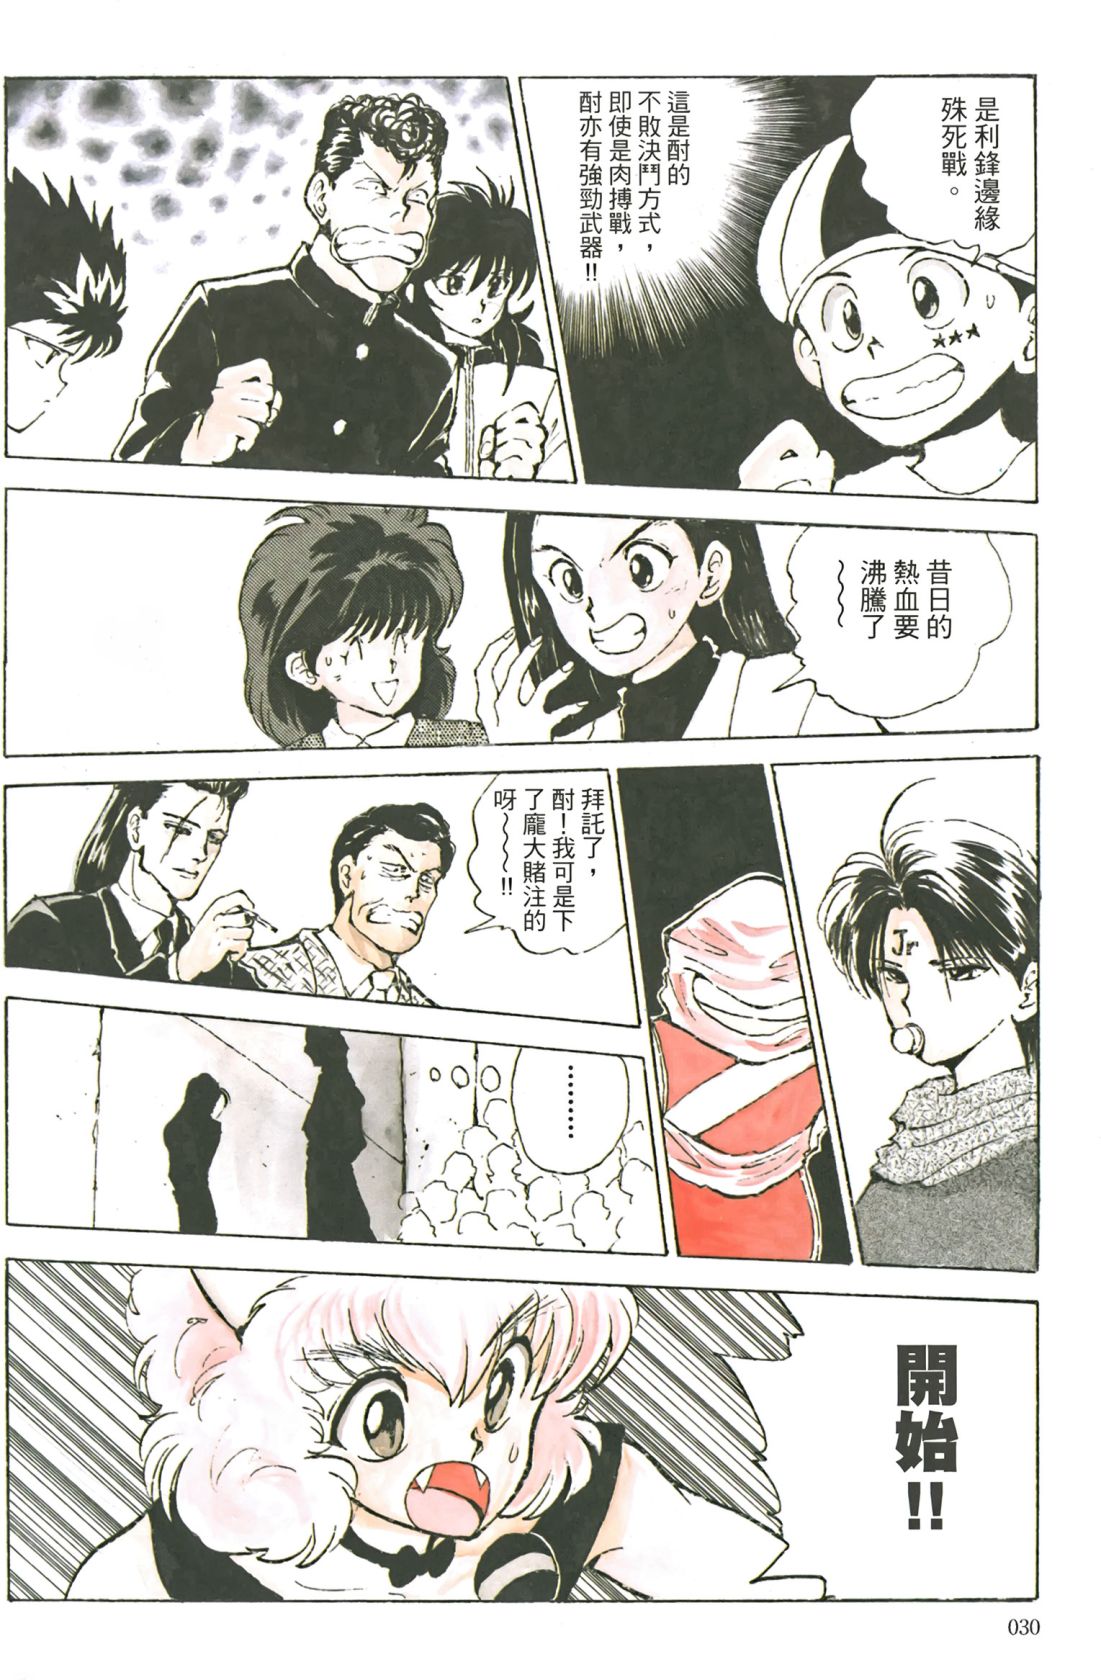 是利鋒邊緣
殊死戰。
這是酎的
不敗決鬥方式，
即使是肉搏戰，
酎亦有強勁武器!!
昔日的
熱血要
沸騰了
～～
Jr
拜託了，
酎！我可是下
了龐大賭注的
呀～～～!!
………
開始!!
030